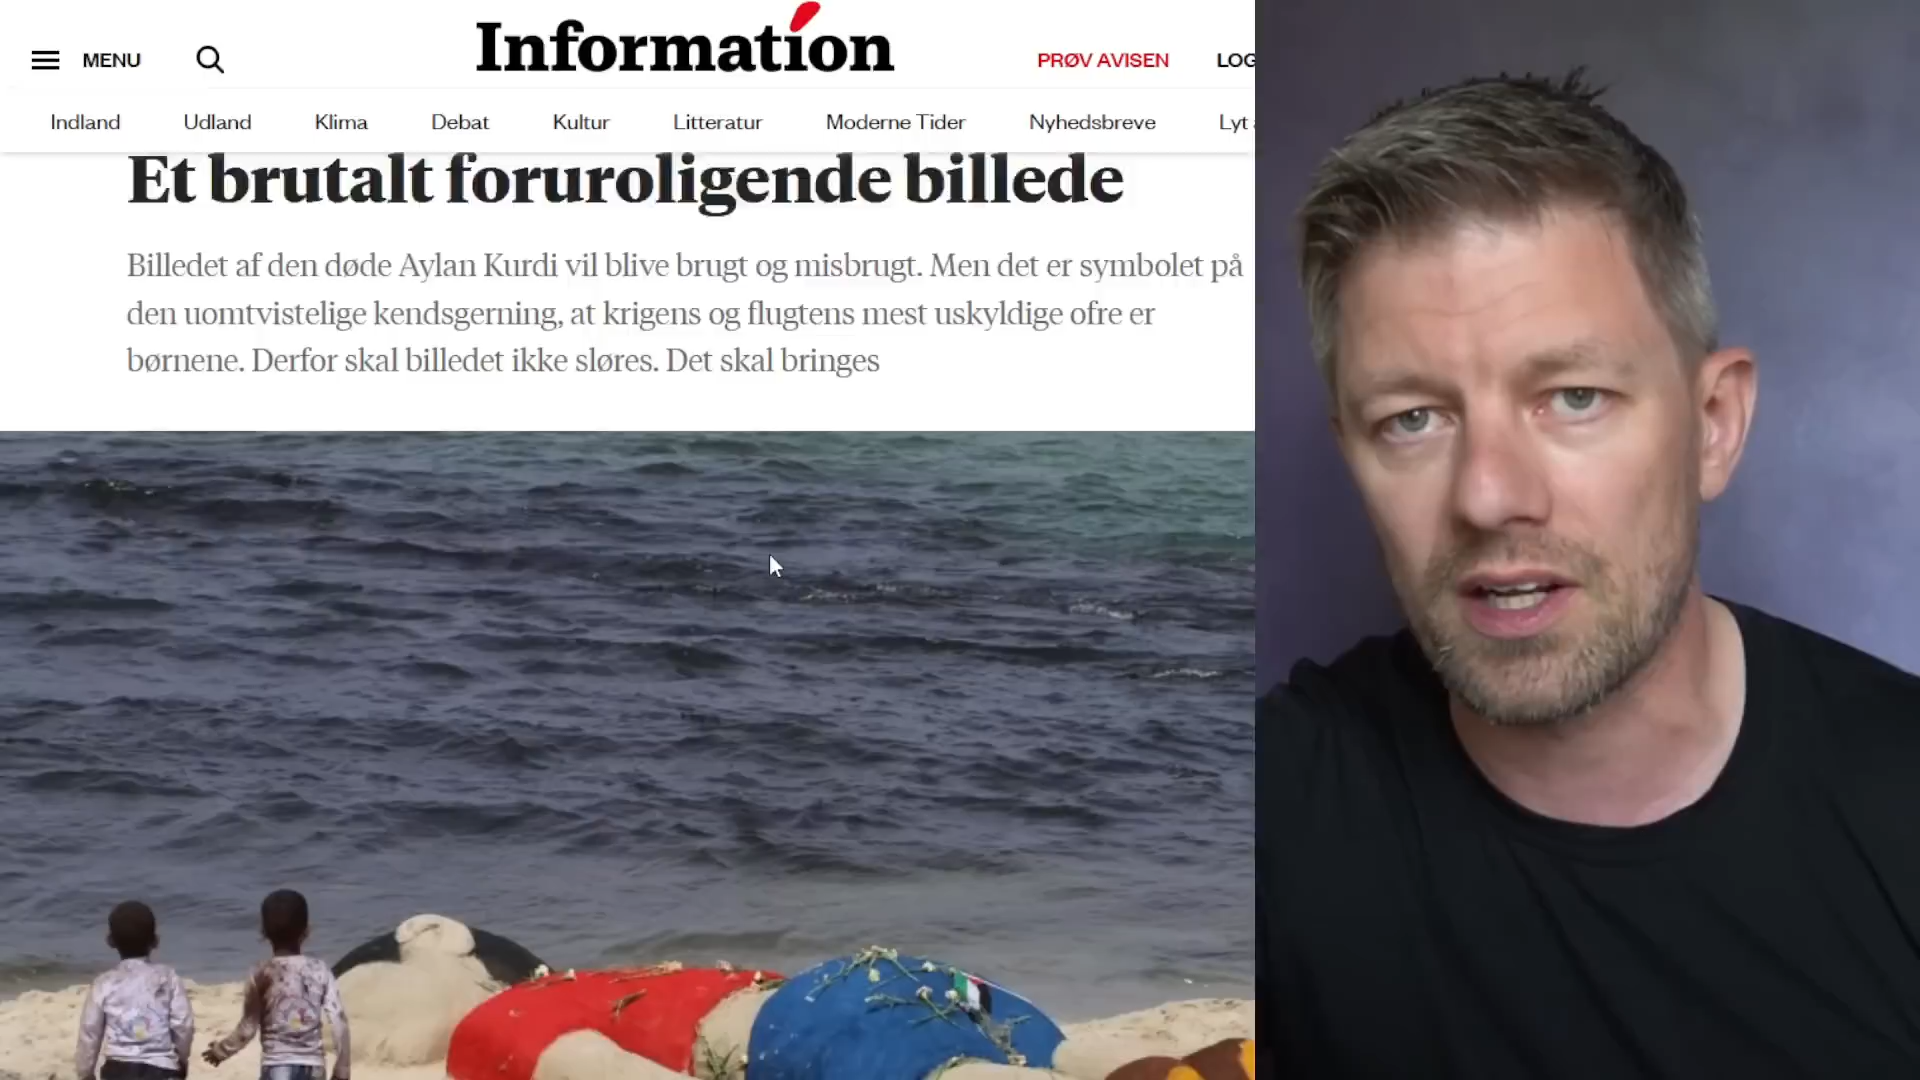 MENU
Information
PRØV AVISEN
LOG
Indland
Udland
Klima
Debat
Kultur
Litteratur
Moderne Tider
Nyhedsbreve
Lyt
Et brutalt foruroligende billede
Billedet af den døde Aylan Kurdi vil blive brugt og misbrugt. Men det er symbolet på
den uomtvistelige kendsgerning, at krigens og flugtens mest uskyldige ofre er
børnene. Derfor skal billedet ikke sløres. Det skal bringes